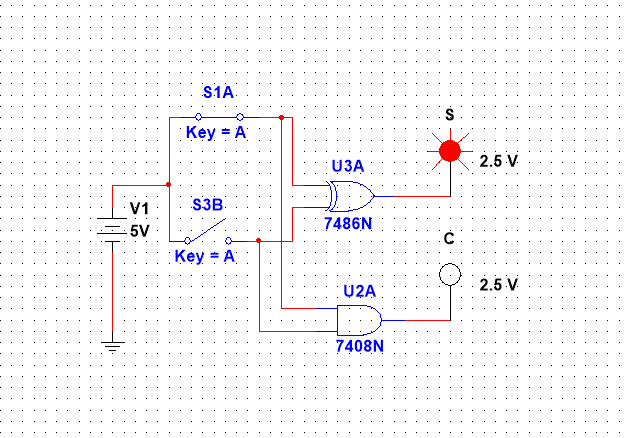 S1A
Key = A
S
U3A
2.5 V
V1
5V
S3B
7486N
Key = A
C
U2A
2.5 V
7408N